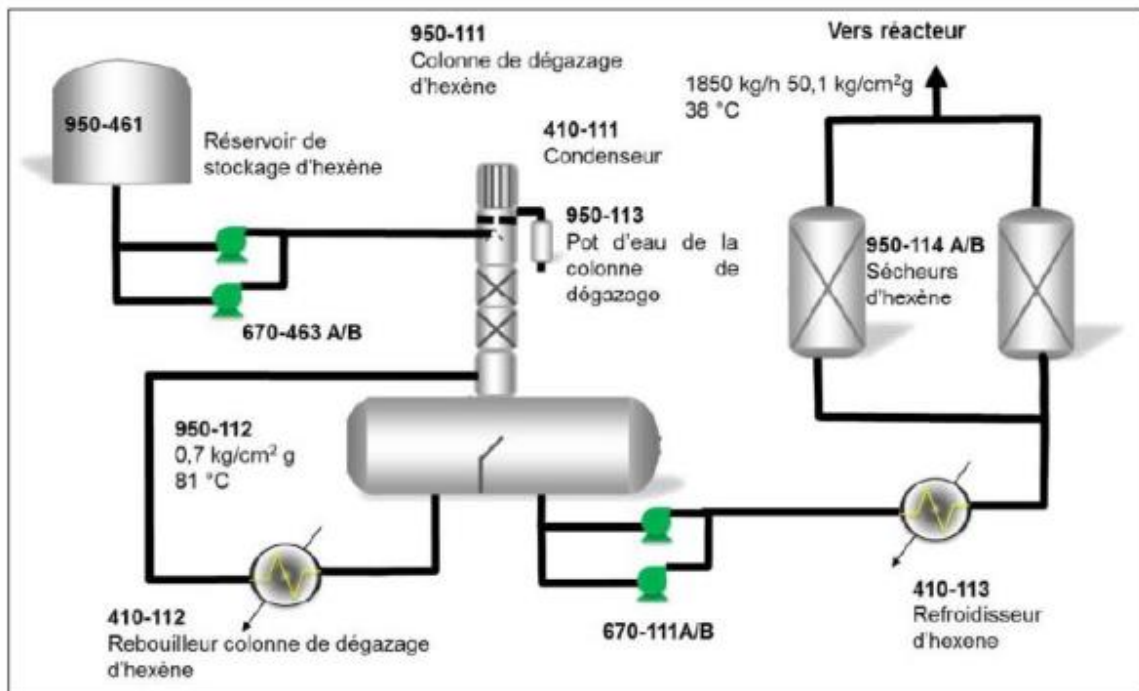 950-111
Colonne de dégazage
d'hexène
Vers réacteur
1850 kg/h 50,1 kg/cm²g
38 °C
950-461
Réservoir de
stockage d'hexène
410-111
Condenseur
950-113
Pot d'eau de la
colonne de
dégazago
950-114 A/B
Sécheurs
d'hexène
670-463 A/B
950-112
0,7 kg/cm² g
81 °C
410-112
Rebouilleur colonne de dégazage
d'hexène
670-111A/B
410-113
Refroidisseur
d'hexene